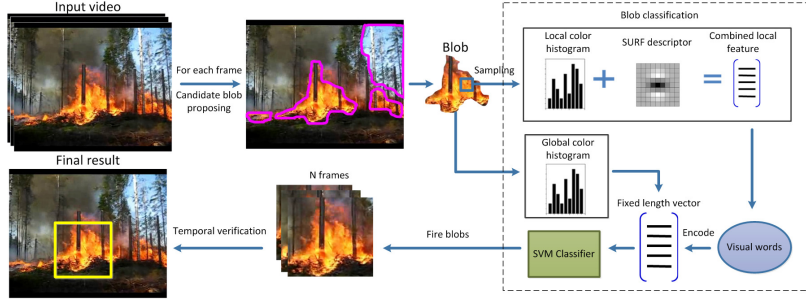 Input video
For each frame
Candidate blob
proposing
Blob
Sampling
Blob classification
Local color
histogram
SURF descriptor
Combined local
feature
Global color
histogram
Fixed length vector
Encode
Visual words
SVM Classifier
Fire blobs
N frames
Temporal verification
Final result